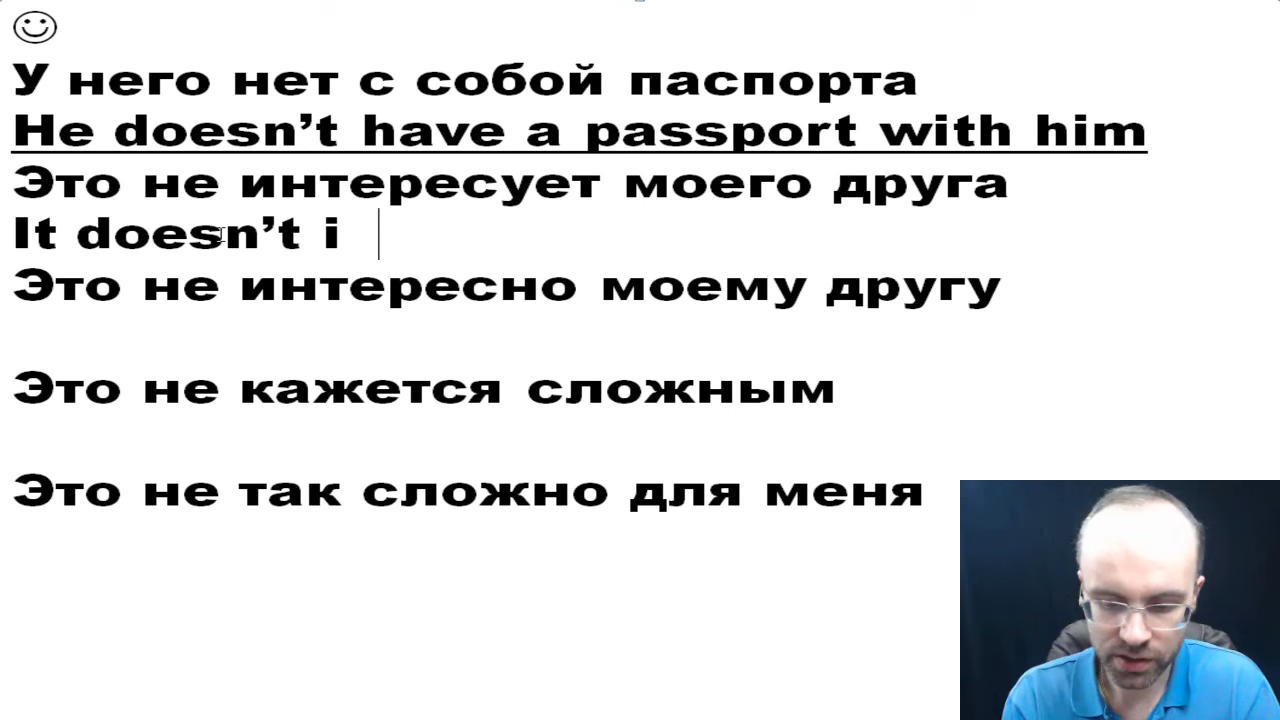 У него нет с собой паспорта
He doesn’t have a passport with him
Это не интересует моего друга
It doesn’t i
Это не интересно моему другу
Это не кажется сложным
Это не так сложно для меня